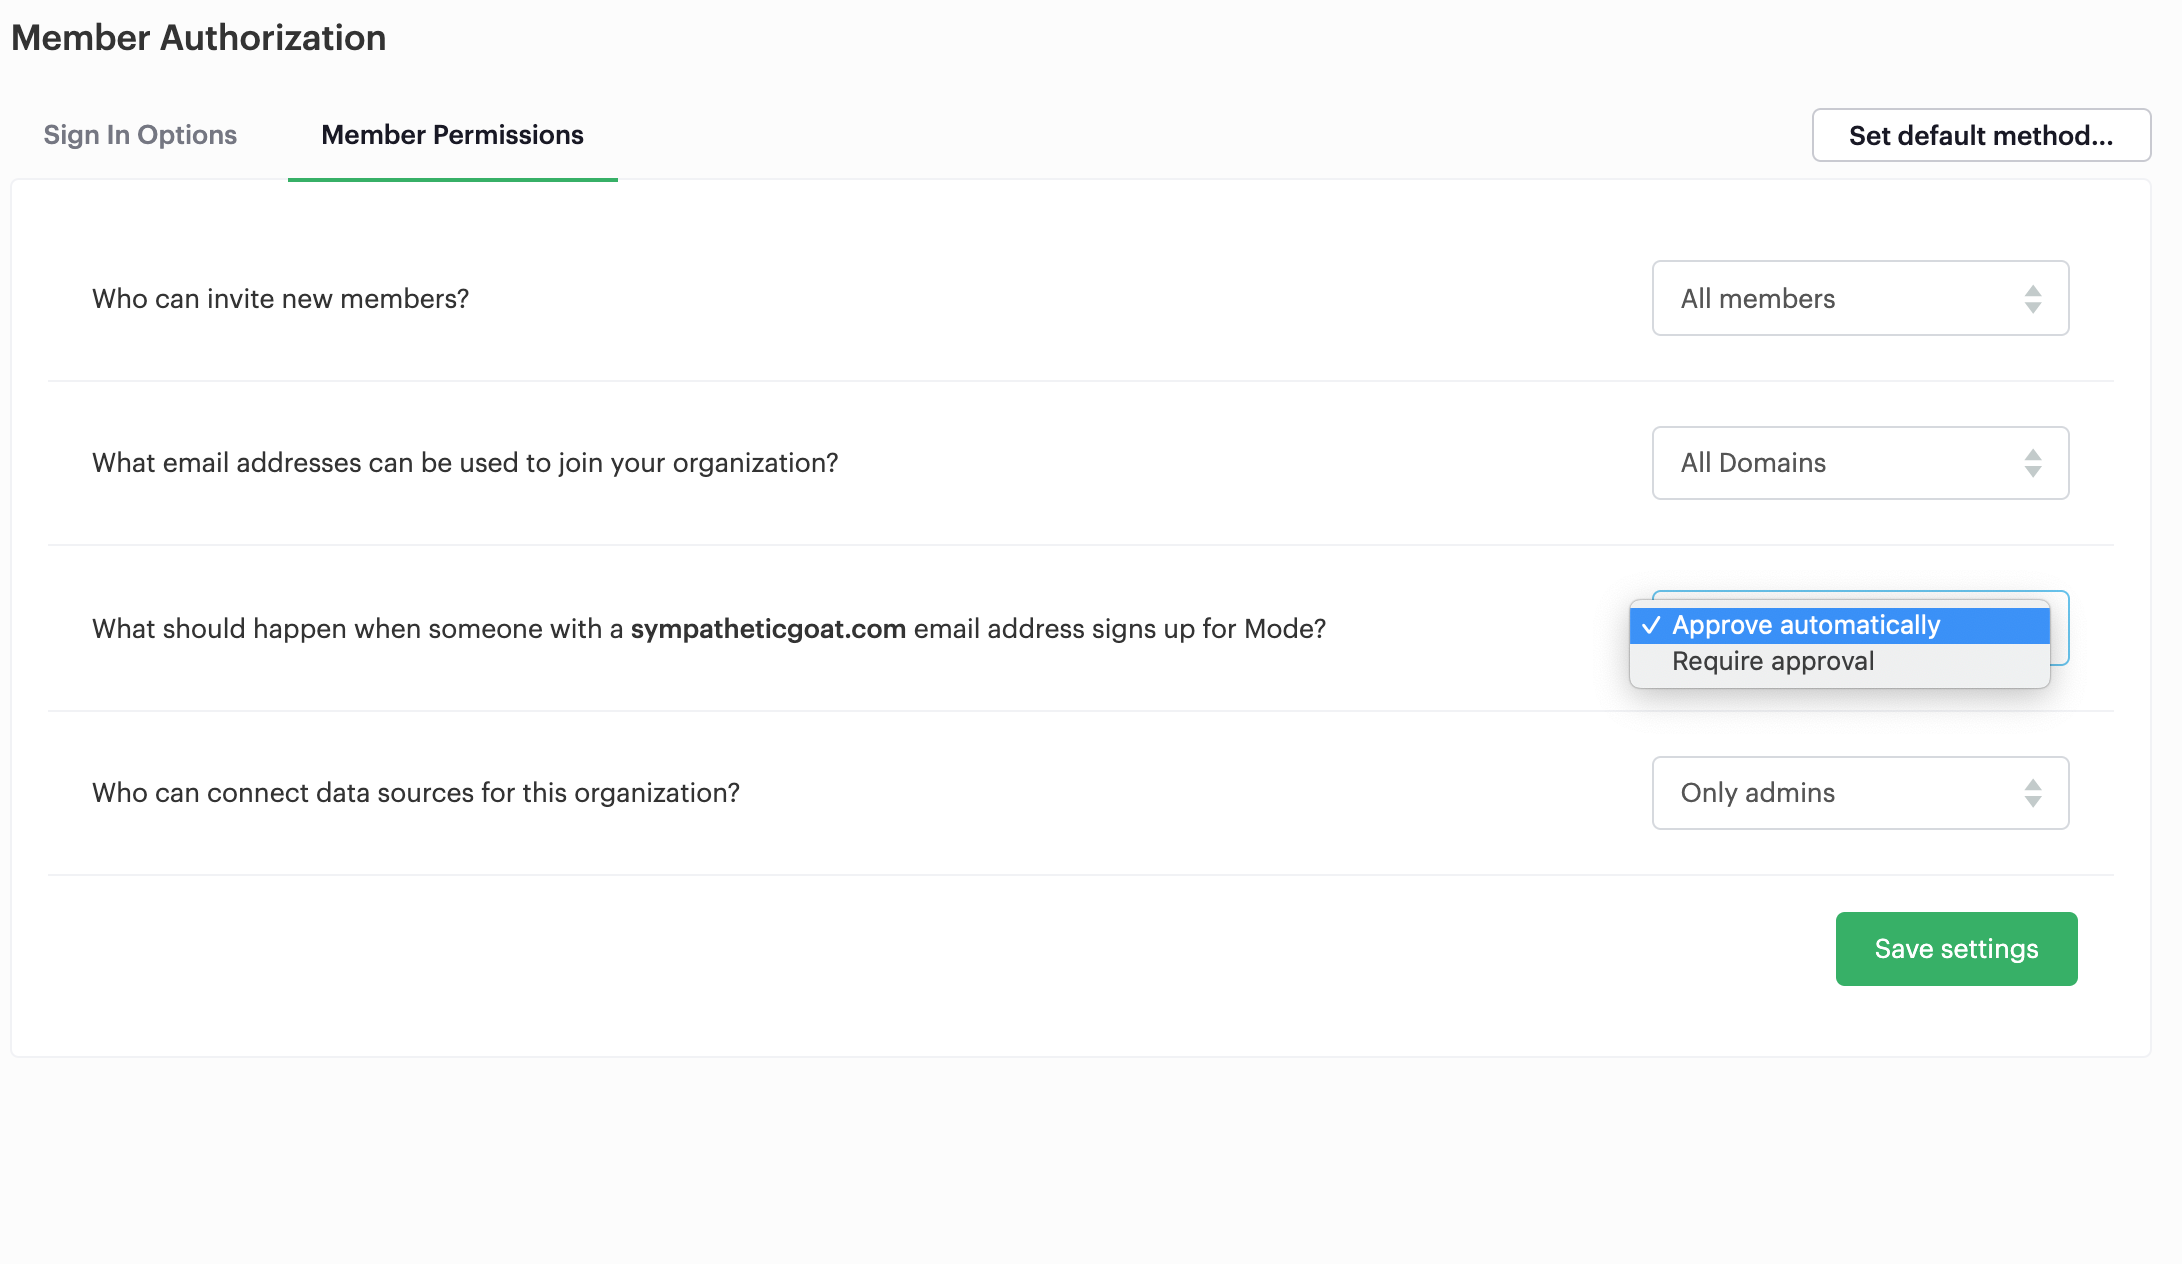 Member Authorization
Sign In Options
Member Permissions
Set default method...
Who can invite new members?
All members
What email addresses can be used to join your organization?
All Domains
What should happen when someone with a sympatheticgoat.com email address signs up for Mode?
✓ Approve automatically
Require approval
Who can connect data sources for this organization?
Only admins
Save settings